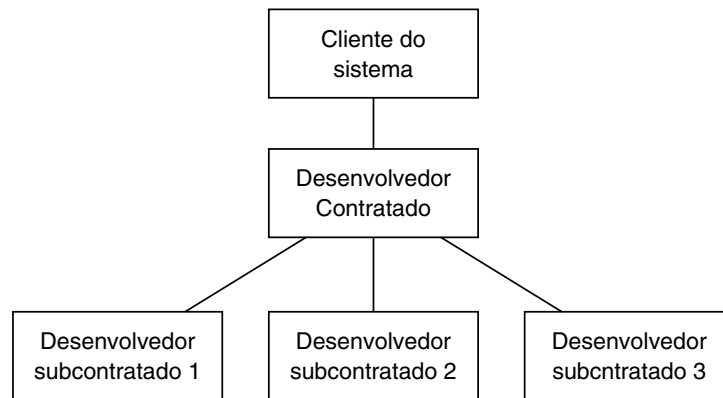 Cliente do
sistema
Desenvolvedor
Contratado
Desenvolvedor
subcontratado 1
Desenvolvedor
subcontratado 2
Desenvolvedor
subcntratado 3